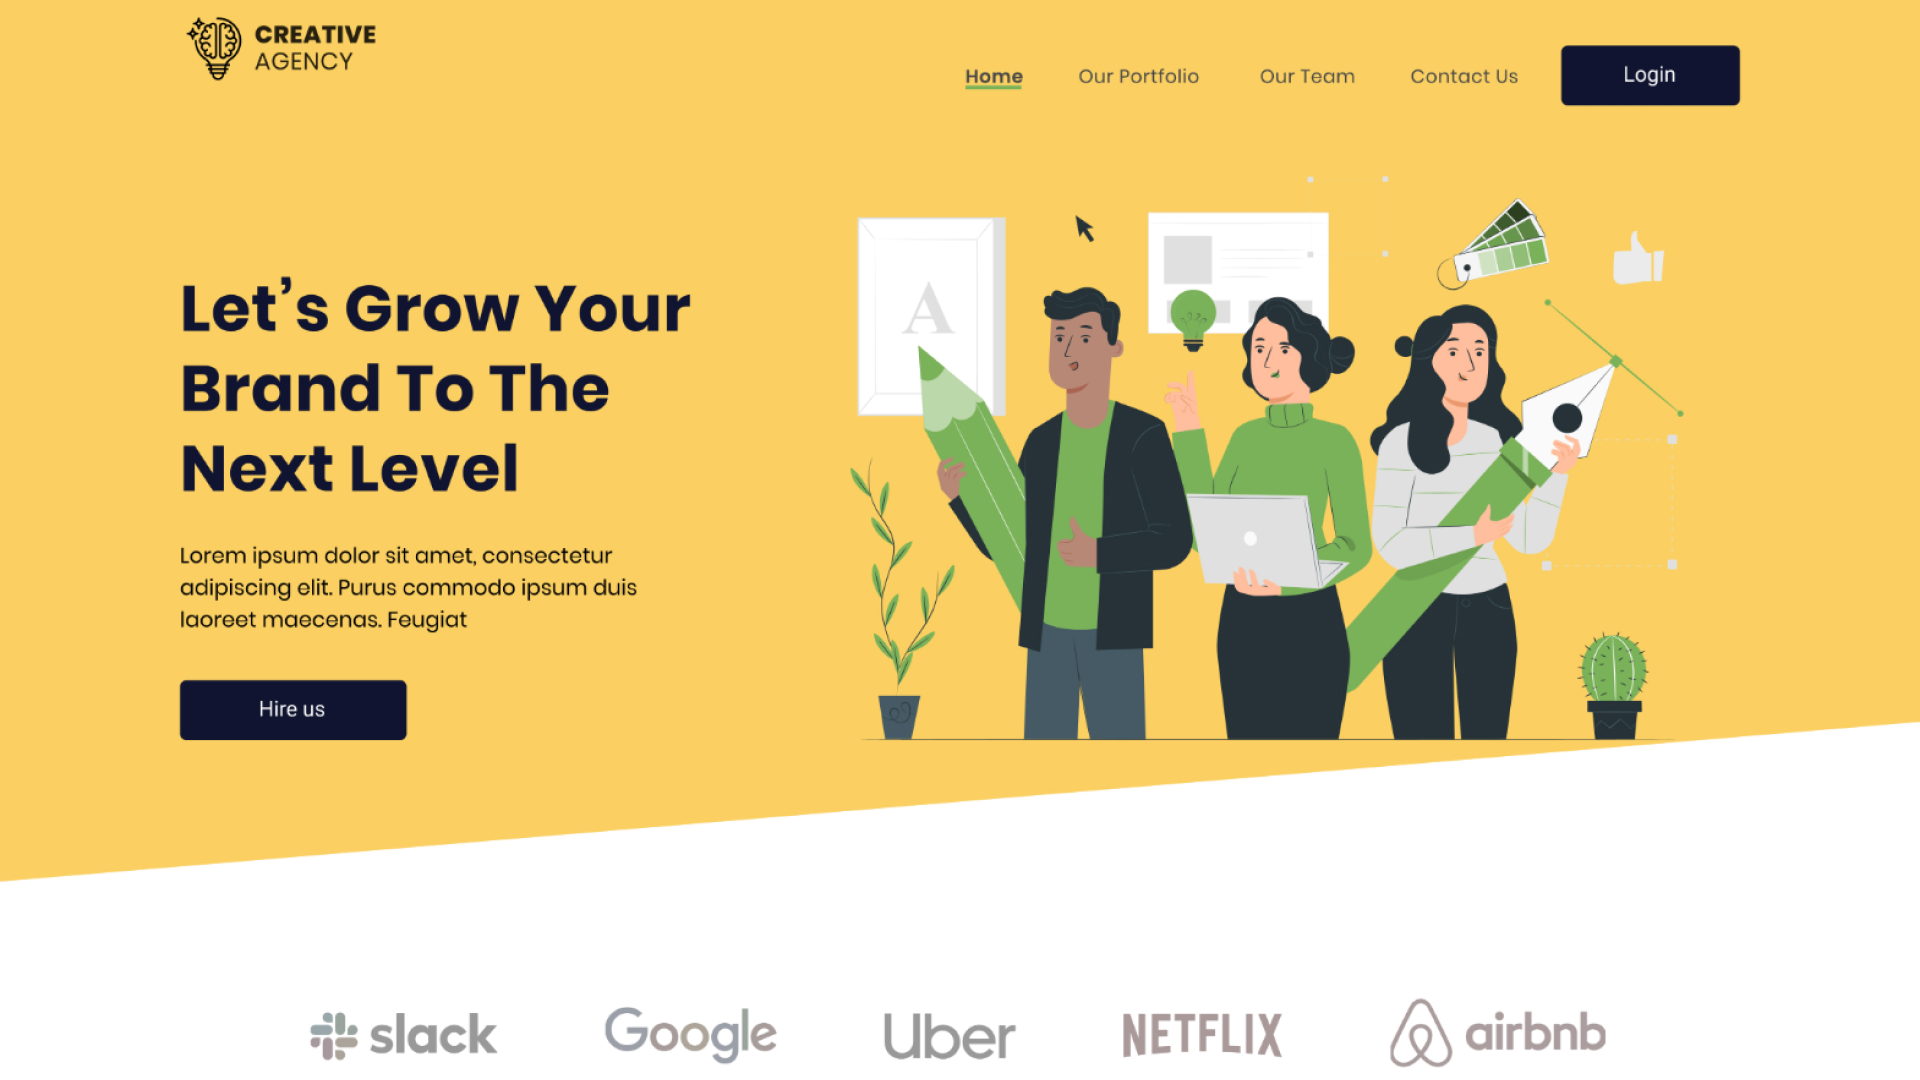 CREATIVE
AGENCY
Home
Our Portfolio
Our Team
Contact Us
Login
Let’s Grow Your
Brand To The
Next Level
Lorem ipsum dolor sit amet, consectetur
adipiscing elit. Purus commodo ipsum duis
laoreet maecenas. Feugiat
Hire us
A
slack
Google
Uber
NETFLIX
airbnb